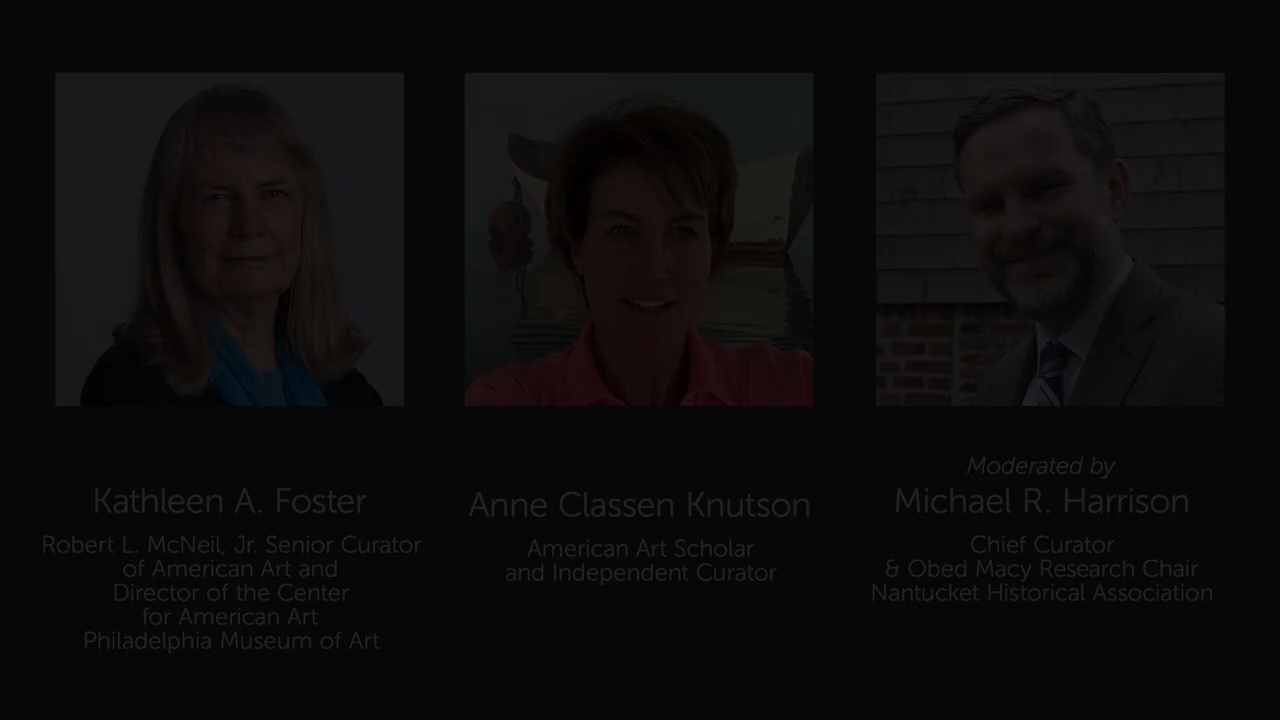 Kathleen A. Foster
Robert L. McNeil, Jr. Senior Curator
of American Art and
Director of the Center
for American Art
Philadelphia Museum of Art
Anne Classen Knutson
American Art Scholar
and Independent Curator
Moderated by
Michael R. Harrison
Chief Curator
& Obed Macy Research Chair
Nantucket Historical Association